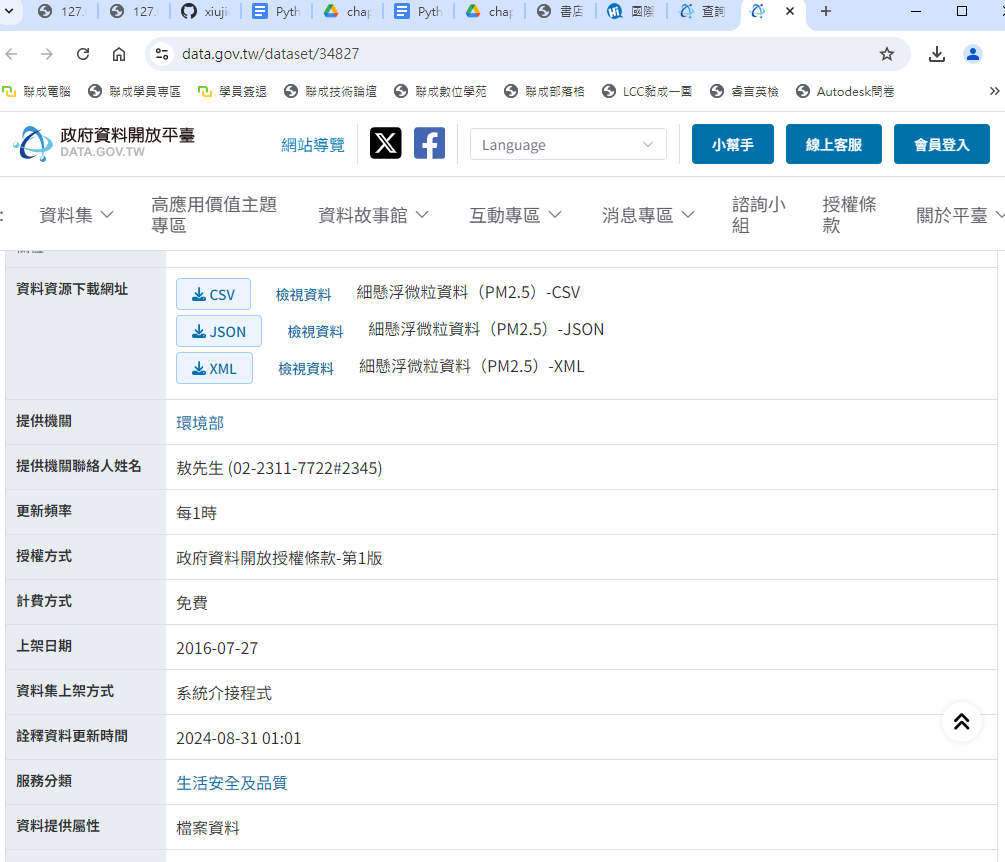 127.
127.
xiuji
Pyth
chap
Pyth
chap
書店
國際
查詢
data.gov.tw/dataset/34827
聯成電腦
聯成學員專區
學員簽退
聯成技術論壇
聯成數位學苑
聯成部落格
LCC黏成一團
睿言英檢
Autodesk問卷
政府資料開放平臺
DATA.GOV.TW
網站導覽
Language
小幫手
線上客服
會員登入
資料集
高應用價值主題
專區
資料故事館
互動專區
消息專區
諮詢小
組
授權條
款
關於平臺
資料資源下載網址
CSV 檢視資料 細懸浮微粒資料（PM2.5）-CSV
JSON 檢視資料 細懸浮微粒資料（PM2.5）-JSON
XML 檢視資料 細懸浮微粒資料（PM2.5）-XML
提供機關 環境部
提供機關聯絡人姓名 敖先生 (02-2311-7722#2345)
更新頻率 每1時
授權方式 政府資料開放授權條款-第1版
計費方式 免費
上架日期 2016-07-27
資料集上架方式 系統介接程式
詮釋資料更新時間 2024-08-31 01:01
服務分類 生活安全及品質
資料提供屬性 檔案資料